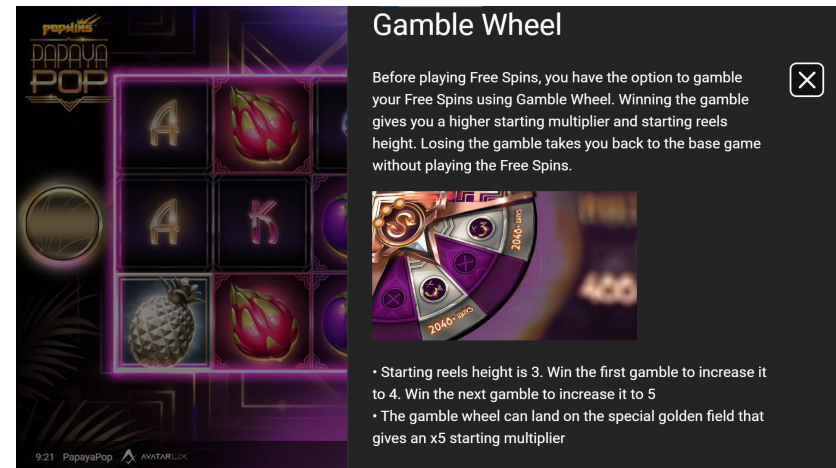 POPWINS
PAPAYA
POP
A
A
K
9:21 PapayaPop AVATARUX
Gamble Wheel
Before playing Free Spins, you have the option to gamble
your Free Spins using Gamble Wheel. Winning the gamble
gives you a higher starting multiplier and starting reels
height. Losing the gamble takes you back to the base game
without playing the Free Spins.
2048+ WAYS
2048+ WAYS
• Starting reels height is 3. Win the first gamble to increase it
to 4. Win the next gamble to increase it to 5
• The gamble wheel can land on the special golden field that
gives an x5 starting multiplier